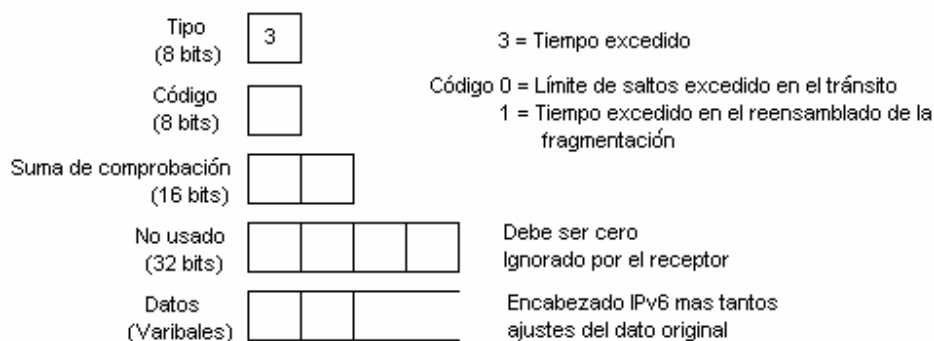 Tipo
(8 bits)
3
3 = Tiempo excedido
Código
(8 bits)
Código 0 = Límite de saltos excedido en el tránsito
1 = Tiempo excedido en el reensamblado de la
fragmentación
Suma de comprobación
(16 bits)
No usado
(32 bits)
Debe ser cero
Ignorado por el receptor
Datos
(Varibales)
Encabezado IPv6 mas tantos
ajustes del dato original